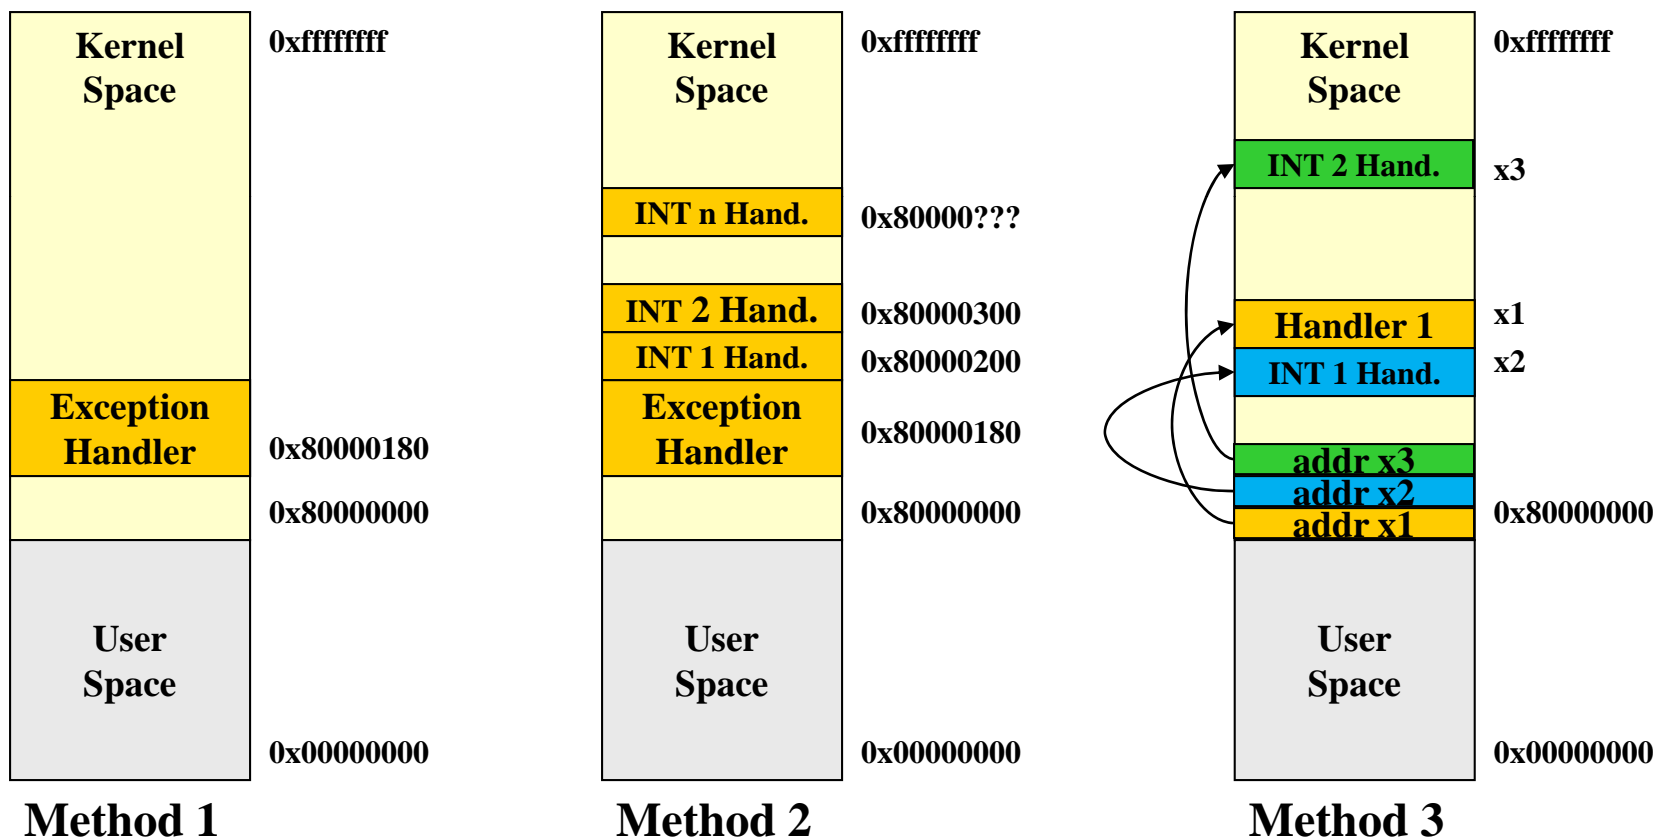 Kernel
Space
0xffffffff
Exception
Handler
0x80000180
0x80000000
User
Space
0x00000000
Method 1
Kernel
Space
0xffffffff
INT n Hand.
0x80000???
INT 2 Hand.
0x80000300
INT 1 Hand.
0x80000200
Exception
Handler
0x80000180
0x80000000
User
Space
0x00000000
Method 2
Kernel
Space
0xffffffff
INT 2 Hand.
x3
Handler 1
x1
INT 1 Hand.
x2
addr x3
addr x2
addr x1
0x80000000
User
Space
0x00000000
Method 3